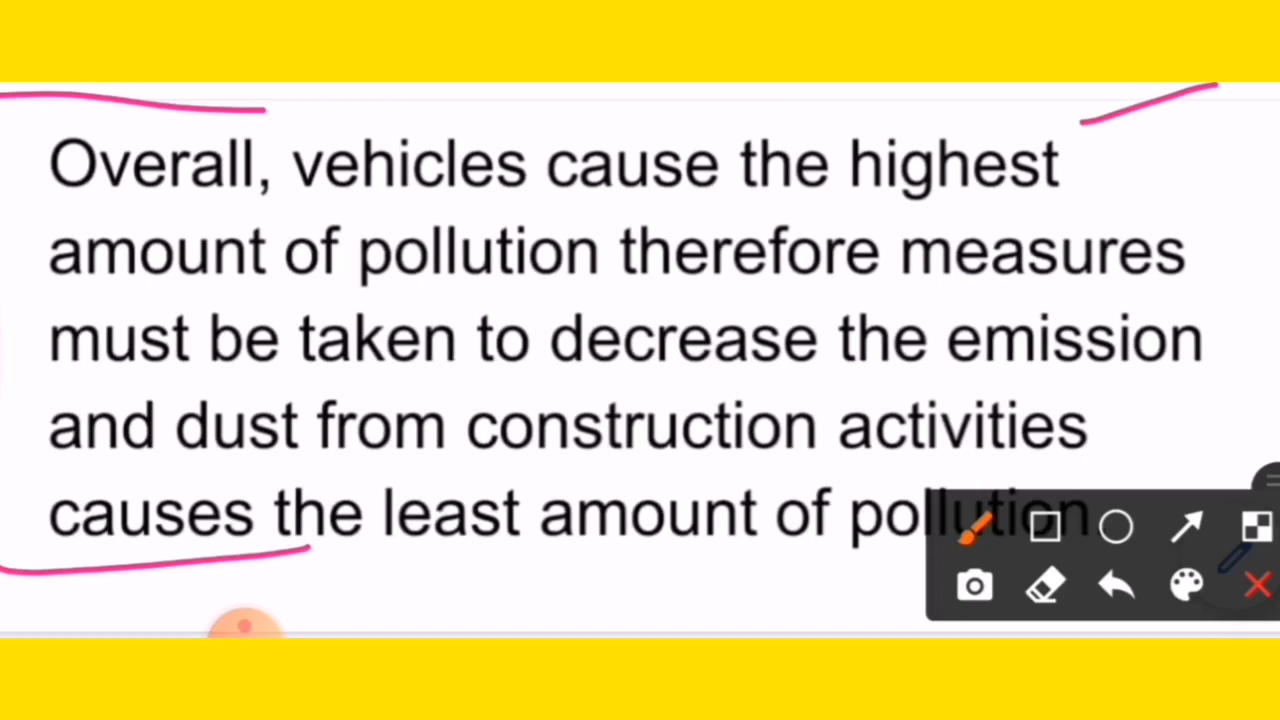 Overall, vehicles cause the highest
amount of pollution therefore measures
must be taken to decrease the emission
and dust from construction activities
causes the least amount of pollution.